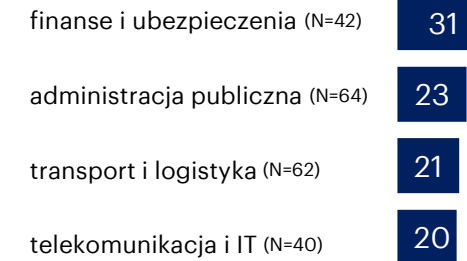 finanse i ubezpieczenia (N=42) 31
administracja publiczna (N=64) 23
transport i logistyka (N=62) 21
telekomunikacja i IT (N=40) 20